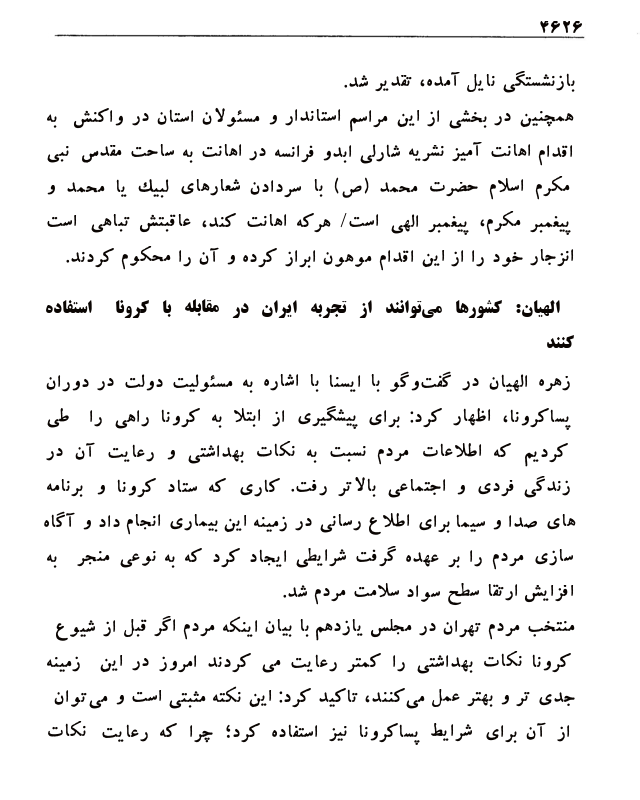 ۴۶۲۶
بازنشستگی نایل آمده، تقدیر شد.
همچنین در بخشی از این مراسم استاندار و مسئولان استان در واکنش به
اقدام اهانت آمیز نشریه شارلی ابدو فرانسه در اهانت به ساحت مقدس نبی
مکرم اسلام حضرت محمد (ص) با سردادن شعارهای لبیك یا محمد و
پیغمبر مکرم، پیغمبر الهی است/ هرکه اهانت کند، عاقبتش تباهی است
انزجار خود را از این اقدام موهون ابراز کرده و آن را محکوم کردند.
الهیان: کشورها می‌توانند از تجربه ایران در مقابله با کرونا استفاده
کنند
زهره الهیان در گفت‌وگو با ایسنا با اشاره به مسئولیت دولت در دوران
پساکرونا، اظهار کرد: برای پیشگیری از ابتلا به کرونا راهی را طی
کردیم که اطلاعات مردم نسبت به نکات بهداشتی و رعایت آن در
زندگی فردی و اجتماعی بالاتر رفت. کاری که ستاد کرونا و برنامه
های صدا و سیما برای اطلاع رسانی در زمینه این بیماری انجام داد و آگاه
سازی مردم را بر عهده گرفت شرایطی ایجاد کرد که به نوعی منجر به
افزایش ارتقا سطح سواد سلامت مردم شد.
منتخب مردم تهران در مجلس یازدهم با بیان اینکه مردم اگر قبل از شیوع
کرونا نکات بهداشتی را کمتر رعایت می کردند امروز در این زمینه
جدی تر و بهتر عمل می‌کنند، تاکید کرد: این نکته مثبتی است و می‌توان
از آن برای شرایط پساکرونا نیز استفاده کرد؛ چرا که رعایت نکات